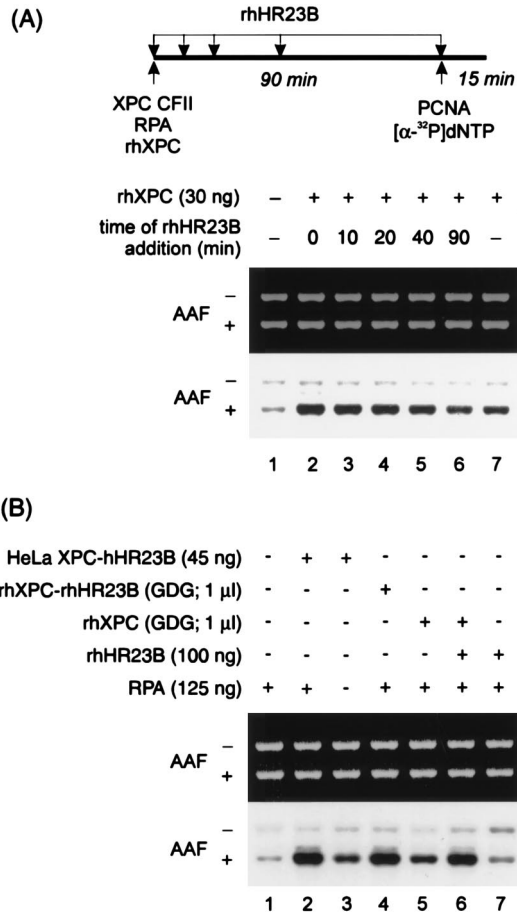 (A)
rhHR23B
90 min
15 min
XPC CFII
RPA
rhXPC
PCNA
[α-³²P]dNTP
rhXPC (30 ng) – + + + + + +
time of rhHR23B
addition (min) – 0 10 20 40 90 –
AAF –
+
AAF –
+
1 2 3 4 5 6 7
(B)
HeLa XPC-hHR23B (45 ng) - + + - - - -
rhXPC-rhHR23B (GDG; 1 µl) - - - + - - -
rhXPC (GDG; 1 µl) - - - - + + -
rhHR23B (100 ng) - - - - - + +
RPA (125 ng) + + - + + + +
AAF –
+
AAF –
+
1 2 3 4 5 6 7